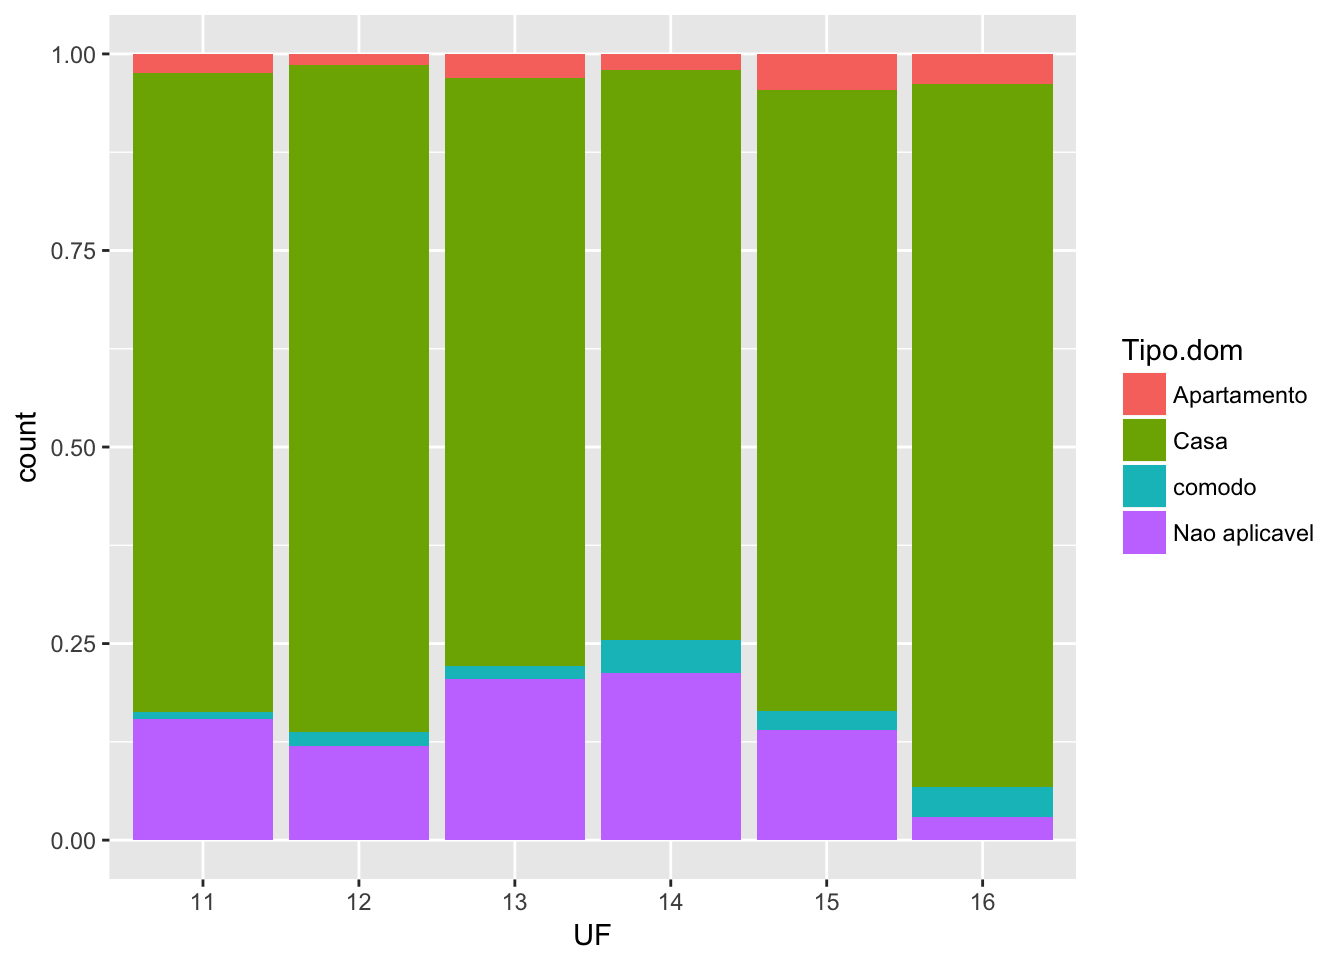 1.00
0.75
0.50
0.25
0.00
count
11 12 13 14 15 16
UF
Tipo.dom
Apartamento
Casa
comodo
Nao aplicavel